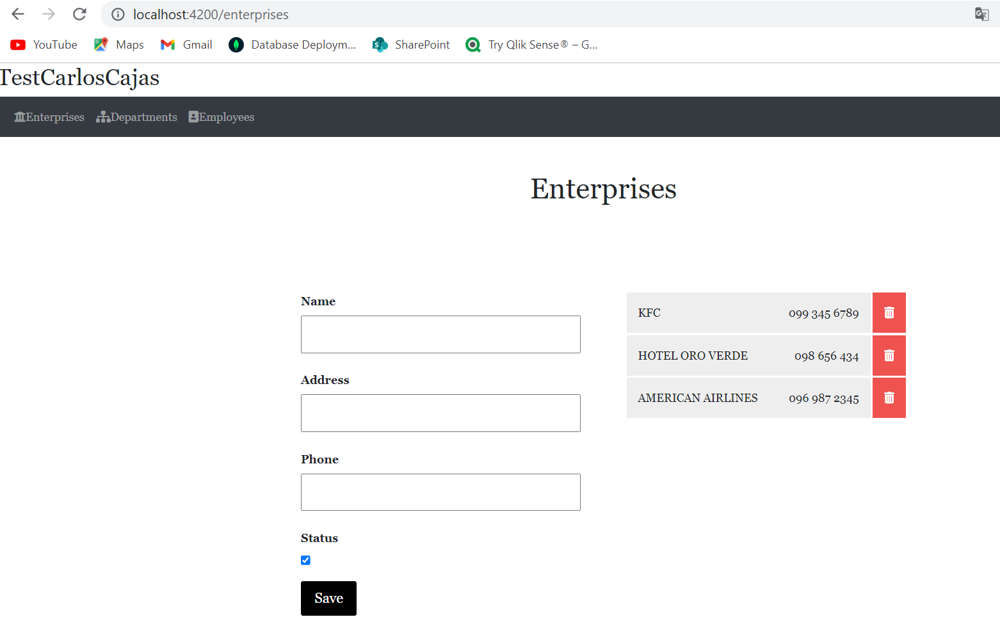 localhost:4200/enterprises
YouTube Maps Gmail Database Deploym... SharePoint Try Qlik Sense® – G...
TestCarlosCajas
Enterprises Departments Employees
Enterprises
Name
Address
Phone
Status
Save
KFC 099 345 6789
HOTEL ORO VERDE 098 656 434
AMERICAN AIRLINES 096 987 2345